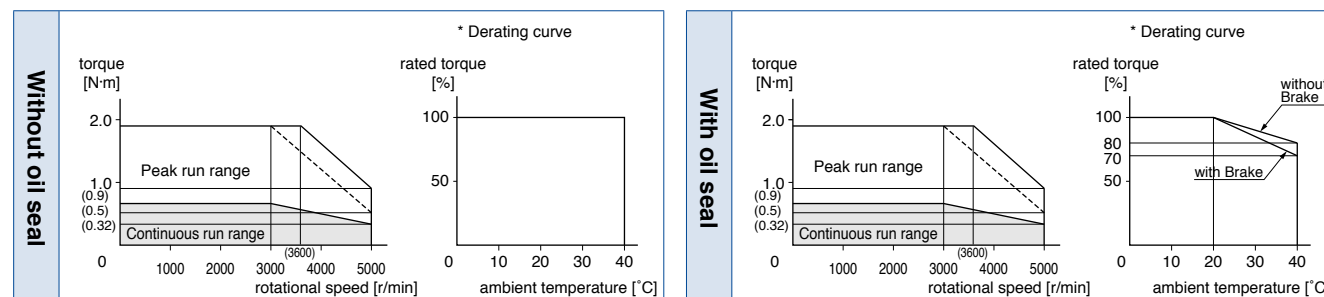 Without oil seal
* Derating curve
torque
[N·m]
rated torque
[%]
2.0
1.0
(0.9)
(0.5)
(0.32)
0
Peak run range
Continuous run range
(3600)
1000 2000 3000 4000 5000
rotational speed [r/min]
100
50
0 10 20 30 40
ambient temperature [˚C]
With oil seal
* Derating curve
torque
[N·m]
rated torque
[%]
2.0
1.0
(0.9)
(0.5)
(0.32)
0
Peak run range
Continuous run range
(3600)
1000 2000 3000 4000 5000
rotational speed [r/min]
without
Brake
100
80
70
50
with Brake
0 10 20 30 40
ambient temperature [˚C